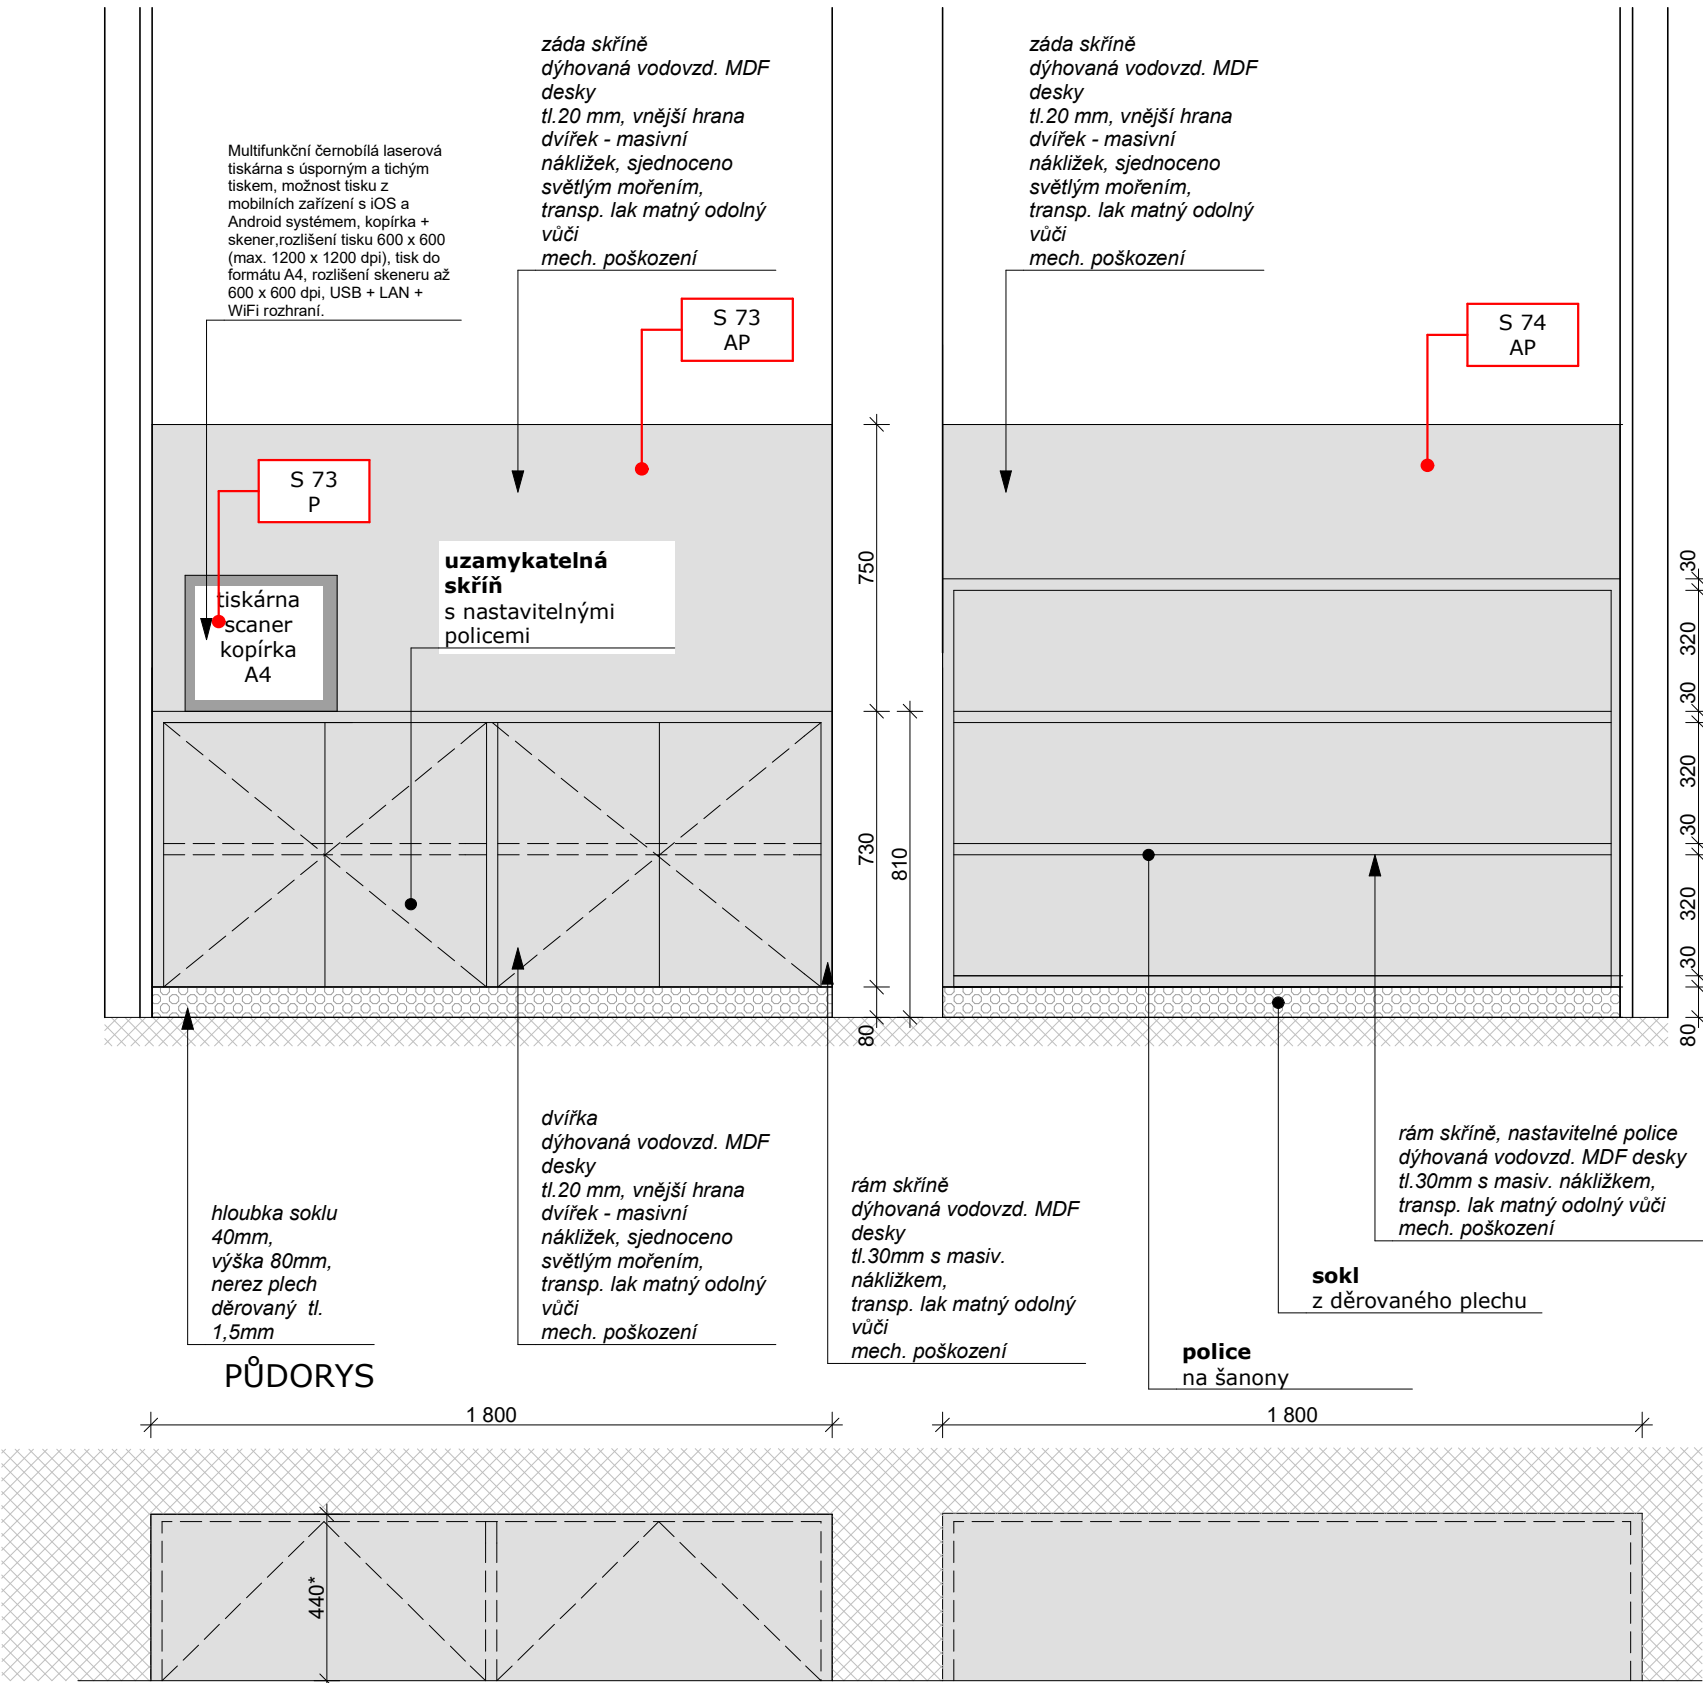 záda skříně
dýhovaná vodovzd. MDF
desky
tl.20 mm, vnější hrana
dvířek - masivní
nákližek, sjednoceno
světlým mořením,
transp. lak matný odolný
vůči
mech. poškození
záda skříně
dýhovaná vodovzd. MDF
desky
tl.20 mm, vnější hrana
dvířek - masivní
nákližek, sjednoceno
světlým mořením,
transp. lak matný odolný
vůči
mech. poškození
Multifunkční černobílá laserová
tiskárna s úsporným a tichým
tiskem, možnost tisku z
mobilních zařízení s iOS a
Android systémem, kopírka +
skener,rozlišení tisku 600 x 600
(max. 1200 x 1200 dpi), tisk do
formátu A4, rozlišení skeneru až
600 x 600 dpi, USB + LAN +
WiFi rozhraní.
S 73
AP
S 74
AP
S 73
P
uzamykatelná
skříň
s nastavitelnými
policemi
tiskárna
scaner
kopírka
A4
750
730
810
80
30
320
30
320
30
320
30
80
dvířka
dýhovaná vodovzd. MDF
desky
tl.20 mm, vnější hrana
dvířek - masivní
nákližek, sjednoceno
světlým mořením,
transp. lak matný odolný
vůči
mech. poškození
rám skříně, nastavitelné police
dýhovaná vodovzd. MDF desky
tl.30mm s masiv. nákližkem,
transp. lak matný odolný vůči
mech. poškození
rám skříně
dýhovaná vodovzd. MDF
desky
tl.30mm s masiv.
nákližkem,
transp. lak matný odolný
vůči
mech. poškození
hloubka soklu
40mm,
výška 80mm,
nerez plech
děrovaný tl.
1,5mm
sokl
z děrovaného plechu
police
na šanony
PŮDORYS
1 800
1 800
440*